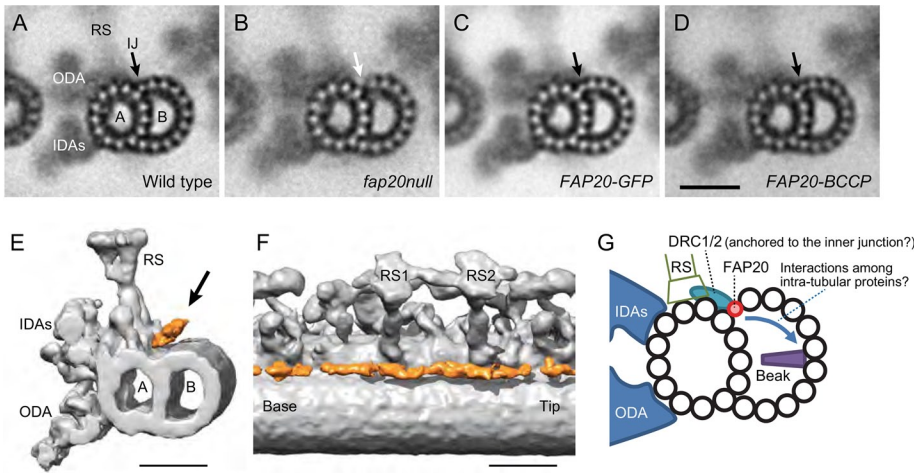 A
RS
IJ
ODA
A
B
IDAs
Wild type
B
fap20null
C
FAP20-GFP
D
FAP20-BCCP
E
RS
IDAs
A
B
ODA
F
RS1
RS2
Base
Tip
G
DRC1/2 (anchored to the inner junction?)
RS
FAP20
Interactions among
intra-tubular proteins?
IDAs
Beak
ODA